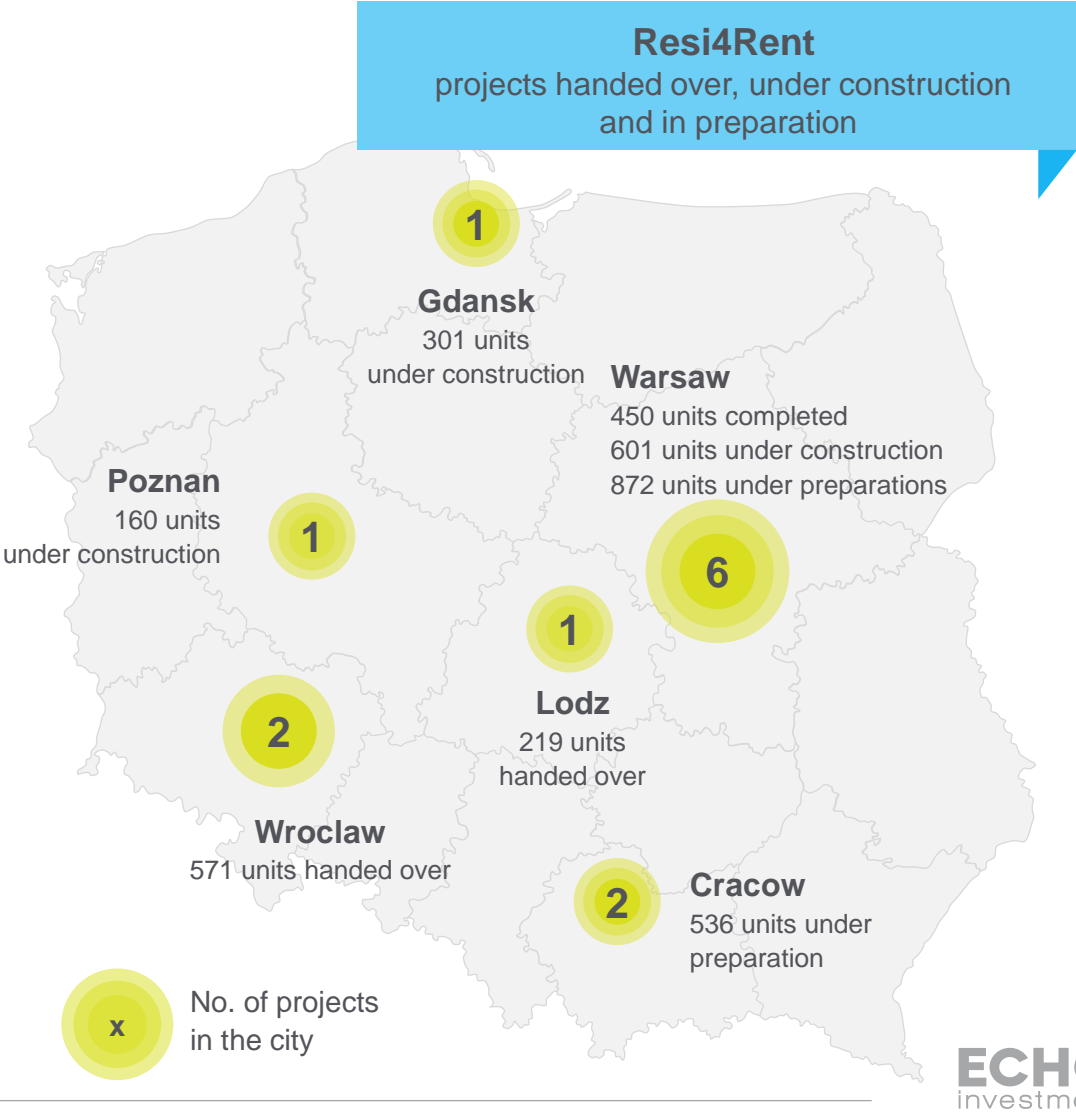 Resi4Rent
projects handed over, under construction
and in preparation
1
Gdansk
301 units
under construction
Warsaw
450 units completed
601 units under construction
872 units under preparations
6
Poznan
160 units
under construction
1
1
Lodz
219 units
handed over
2
Wroclaw
571 units handed over
2
Cracow
536 units under
preparation
x
No. of projects
in the city